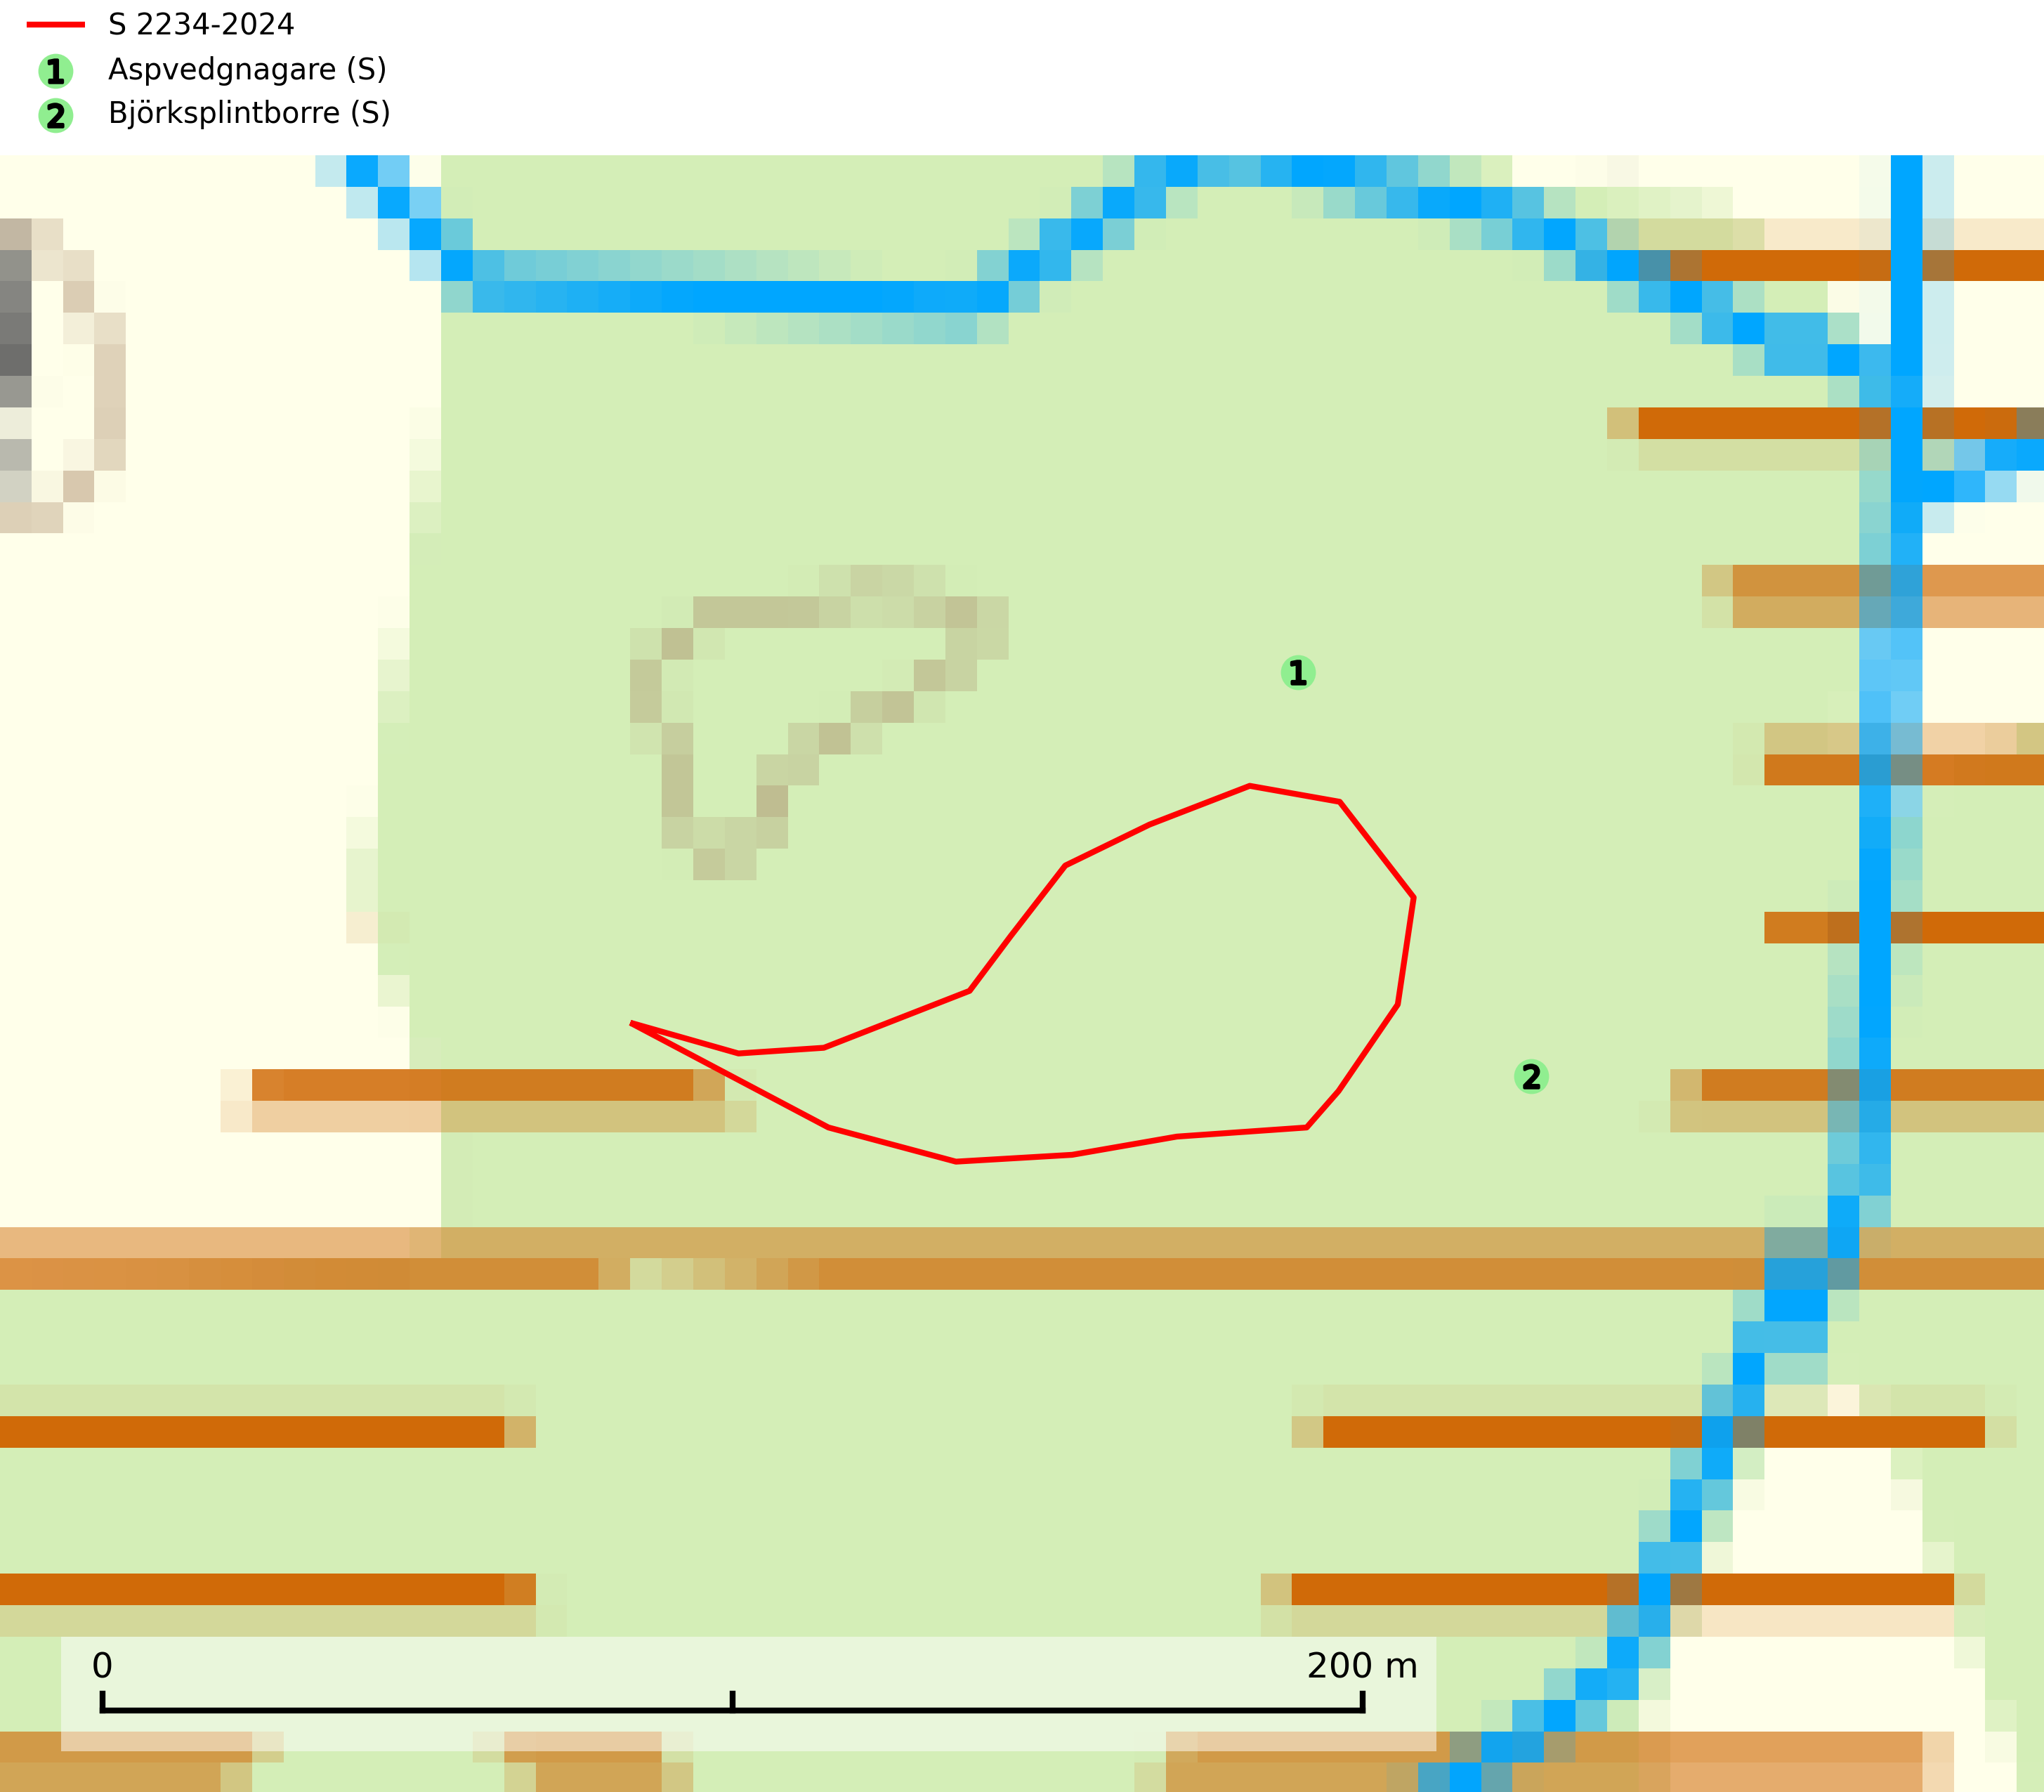 S 2234-2024
1 Aspvedgnagare (S)
2 Björksplintborre (S)
1
2
0 200 m